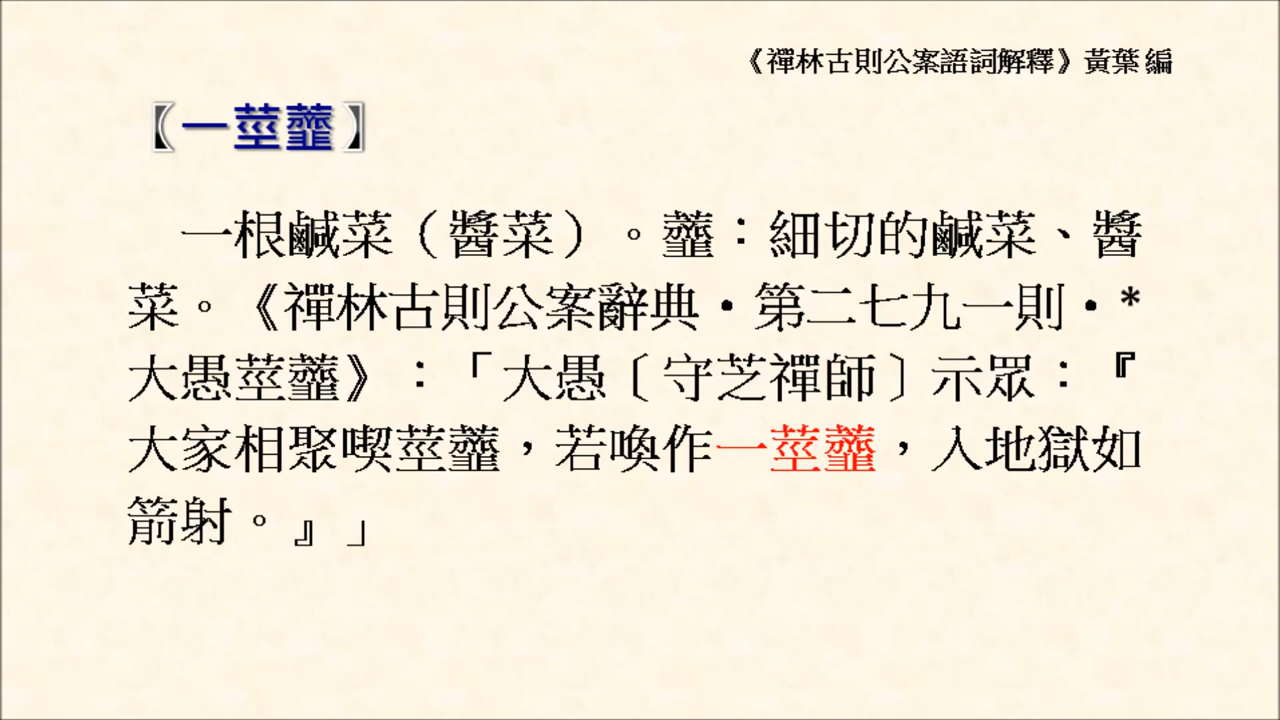 《禪林古則公案語詞解釋》黃葉 編
【一莖虀】
一根鹹菜（醬菜）。虀：細切的鹹菜、醬
菜。《禪林古則公案辭典·第二七九一則·*
大愚莖虀》：「大愚〔守芝禪師〕示眾：『
大家相聚喫莖虀，若喚作一莖虀，入地獄如
箭射。』」